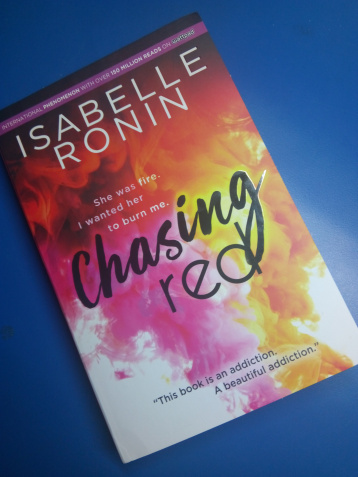 INTERNATIONAL PHENOMENON WITH OVER 150 MILLION READS ON wattpad
ISABELLE
RONIN
She was fire.
I wanted her
to burn me.
Chasing
red
"This book is an addiction.
A beautiful addiction."